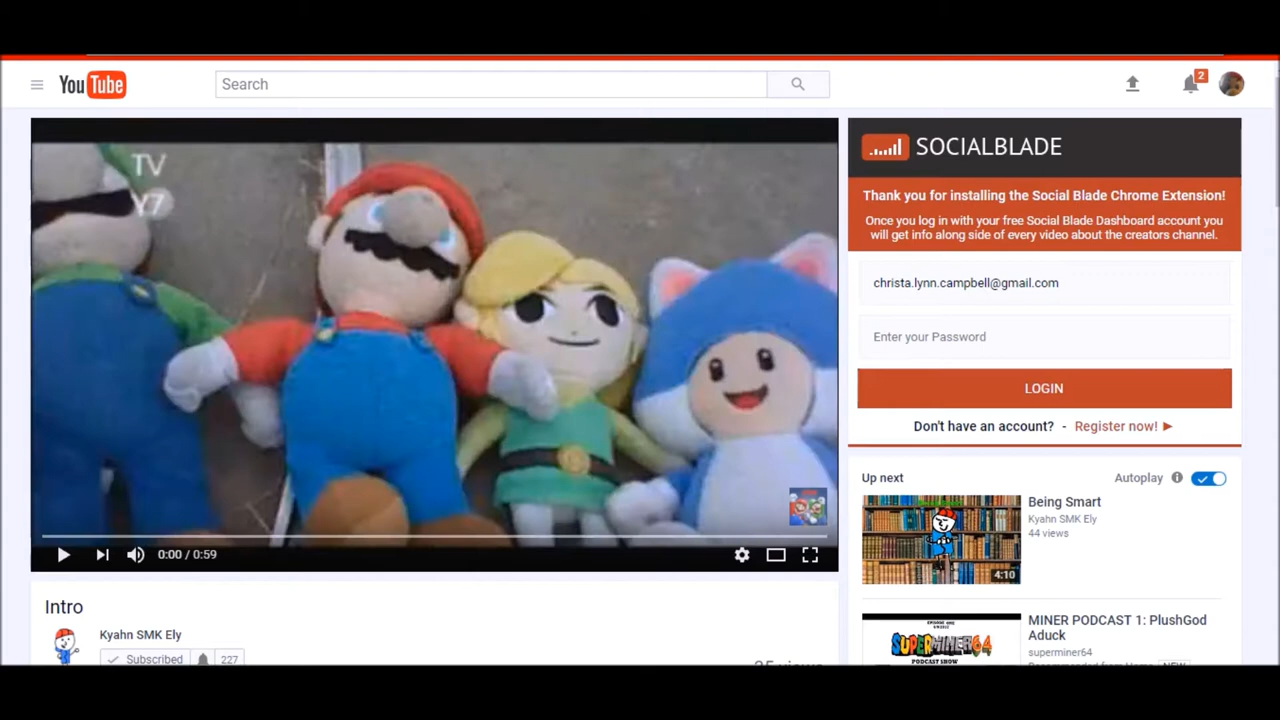 YouTube
Search
2
TV
Y7
SOCIALBLADE
Thank you for installing the Social Blade Chrome Extension!
Once you log in with your free Social Blade Dashboard account you
will get info along side of every video about the creators channel.
christa.lynn.campbell@gmail.com
Enter your Password
LOGIN
Don't have an account? - Register now!
0:00 / 0:59
Up next
Autoplay
Being Smart
Kyahn SMK Ely
44 views
4:10
Intro
Kyahn SMK Ely
Subscribed 227
MINER PODCAST 1: PlushGod
Aduck
superminer64
SUPERMINER64
PODCAST SHOW
NEW